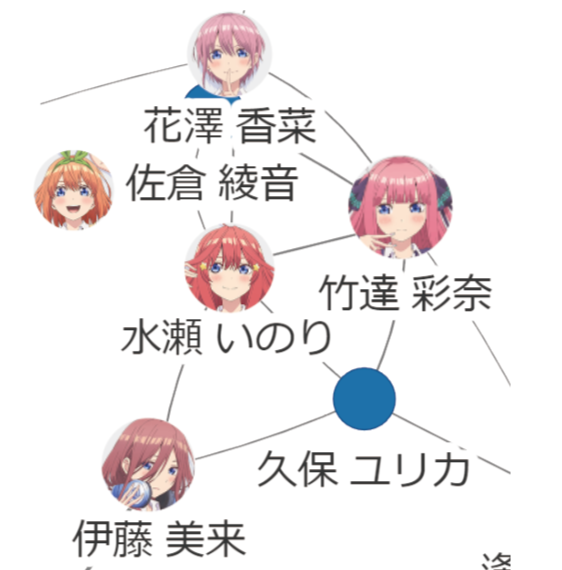 花澤 香菜
佐倉 綾音
竹達 彩奈
水瀬 いのり
久保 ユリカ
伊藤 美来